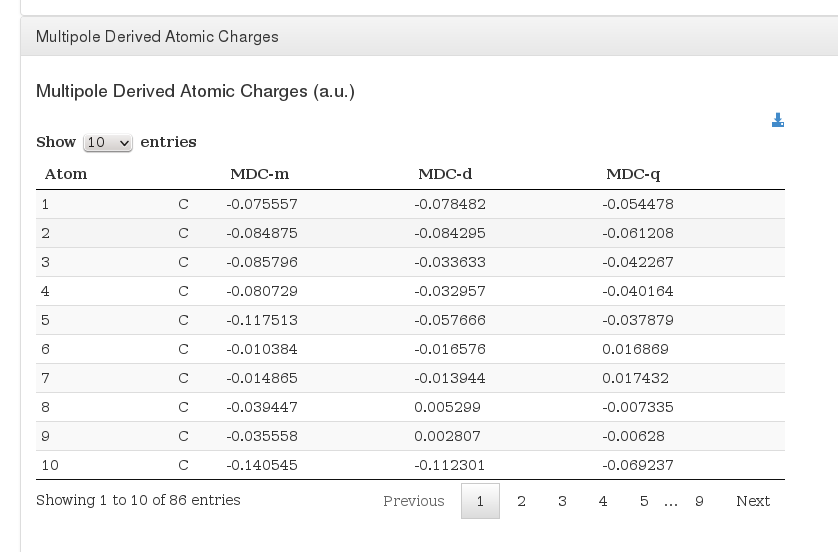 Multipole Derived Atomic Charges
Multipole Derived Atomic Charges (a.u.)
Show 10 entries
Atom MDC-m MDC-d MDC-q
1 C -0.075557 -0.078482 -0.054478
2 C -0.084875 -0.084295 -0.061208
3 C -0.085796 -0.033633 -0.042267
4 C -0.080729 -0.032957 -0.040164
5 C -0.117513 -0.057666 -0.037879
6 C -0.010384 -0.016576 0.016869
7 C -0.014865 -0.013944 0.017432
8 C -0.039447 0.005299 -0.007335
9 C -0.035558 0.002807 -0.00628
10 C -0.140545 -0.112301 -0.069237
Showing 1 to 10 of 86 entries Previous 1 2 3 4 5 ... 9 Next